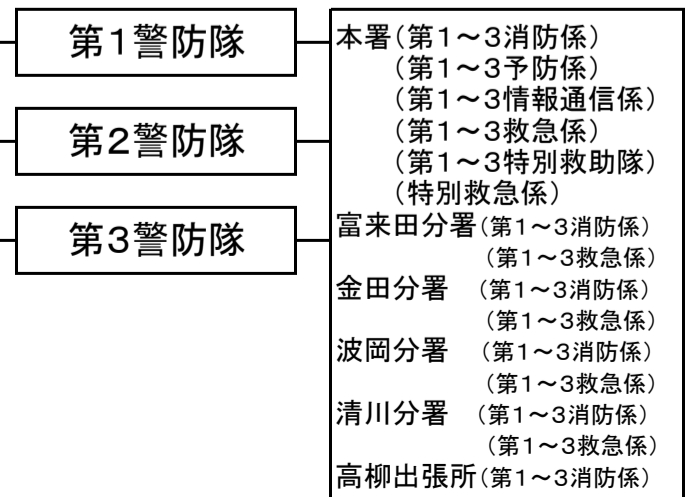 第1警防隊
第2警防隊
第3警防隊
本署(第1～3消防係)
(第1～3予防係)
(第1～3情報通信係)
(第1～3救急係)
(第1～3特別救助隊)
(特別救急係)
富来田分署(第1～3消防係)
(第1～3救急係)
金田分署 (第1～3消防係)
(第1～3救急係)
波岡分署 (第1～3消防係)
(第1～3救急係)
清川分署 (第1～3消防係)
(第1～3救急係)
高柳出張所(第1～3消防係)